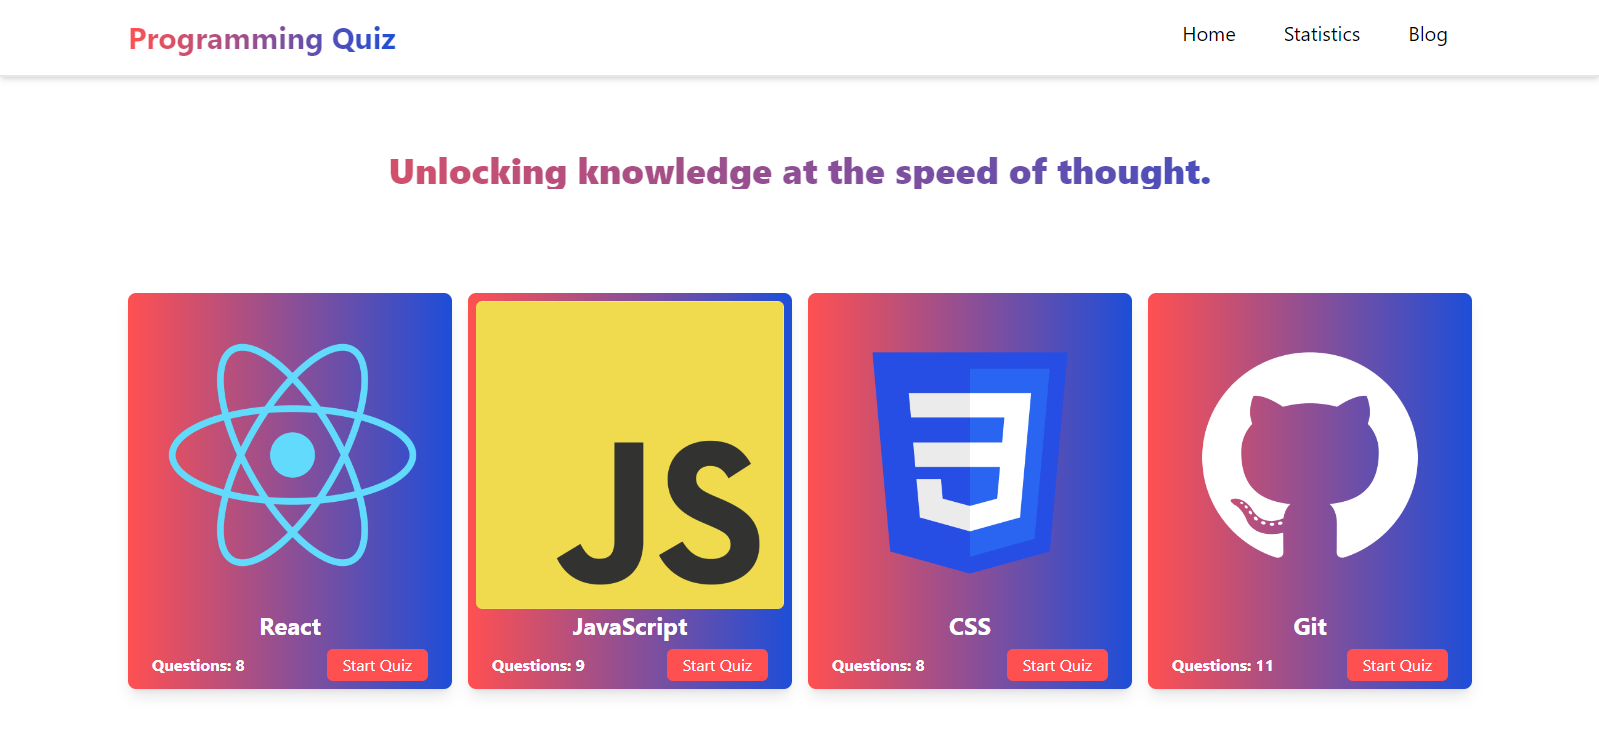 Programming Quiz
Home Statistics Blog
Unlocking knowledge at the speed of thought.
JS
React
Questions: 8 Start Quiz
JavaScript
Questions: 9 Start Quiz
CSS
Questions: 8 Start Quiz
Git
Questions: 11 Start Quiz